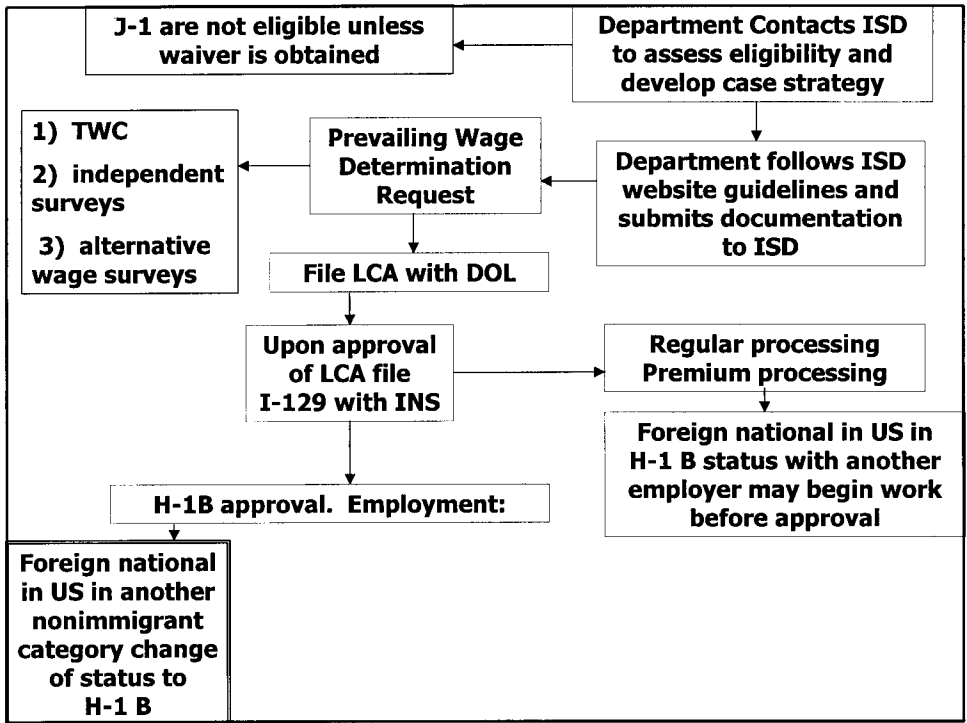 J-1 are not eligible unless
waiver is obtained
Department Contacts ISD
to assess eligibility and
develop case strategy
1) TWC
2) independent
surveys
3) alternative
wage surveys
Prevailing Wage
Determination
Request
Department follows ISD
website guidelines and
submits documentation
to ISD
File LCA with DOL
Upon approval
of LCA file
I-129 with INS
Regular processing
Premium processing
Foreign national in US in
H-1 B status with another
employer may begin work
before approval
H-1B approval. Employment:
Foreign national
in US in another
nonimmigrant
category change
of status to
H-1 B